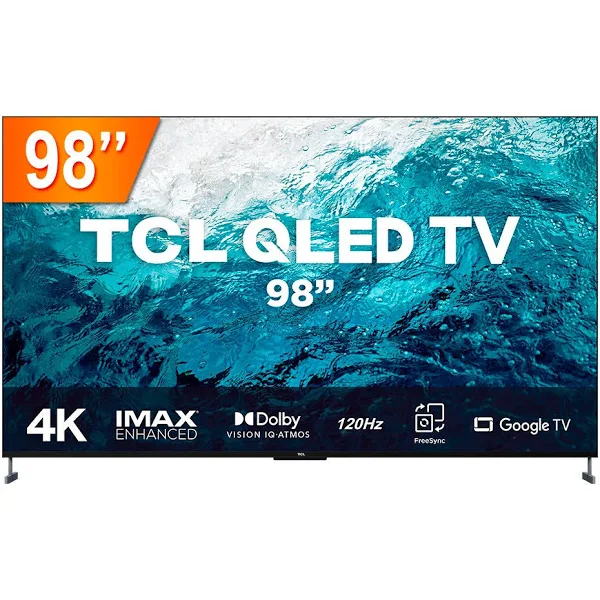 98”
TCL QLED TV
98”
4K
IMAX
ENHANCED
Dolby
VISION IQ·ATMOS
120Hz
FreeSync
Google TV
TCL